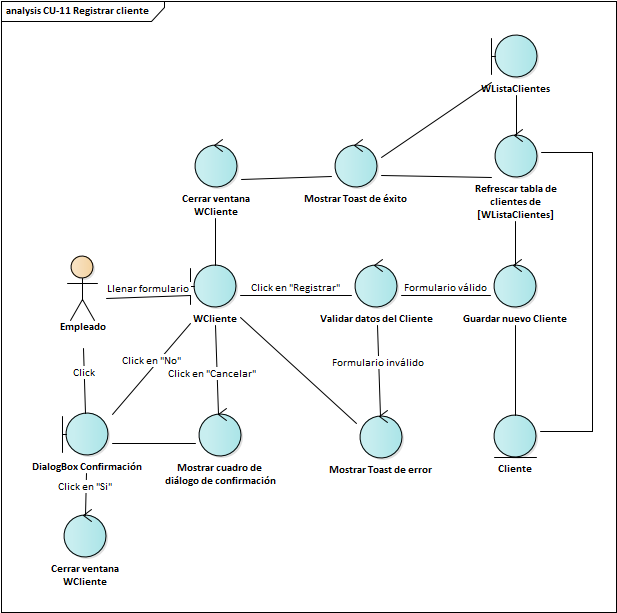 analysis CU-11 Registrar cliente
WListaClientes
Cerrar ventana
WCliente
Mostrar Toast de éxito
Refrescar tabla de
clientes de
[WListaClientes]
Llenar formulario
Click en "Registrar"
Formulario válido
Empleado
WCliente
Validar datos del Cliente
Guardar nuevo Cliente
Click en "No"
Click
Click en "Cancelar"
Formulario inválido
DialogBox Confirmación
Mostrar cuadro de
diálogo de confirmación
Mostrar Toast de error
Cliente
Click en "Si"
Cerrar ventana
WCliente